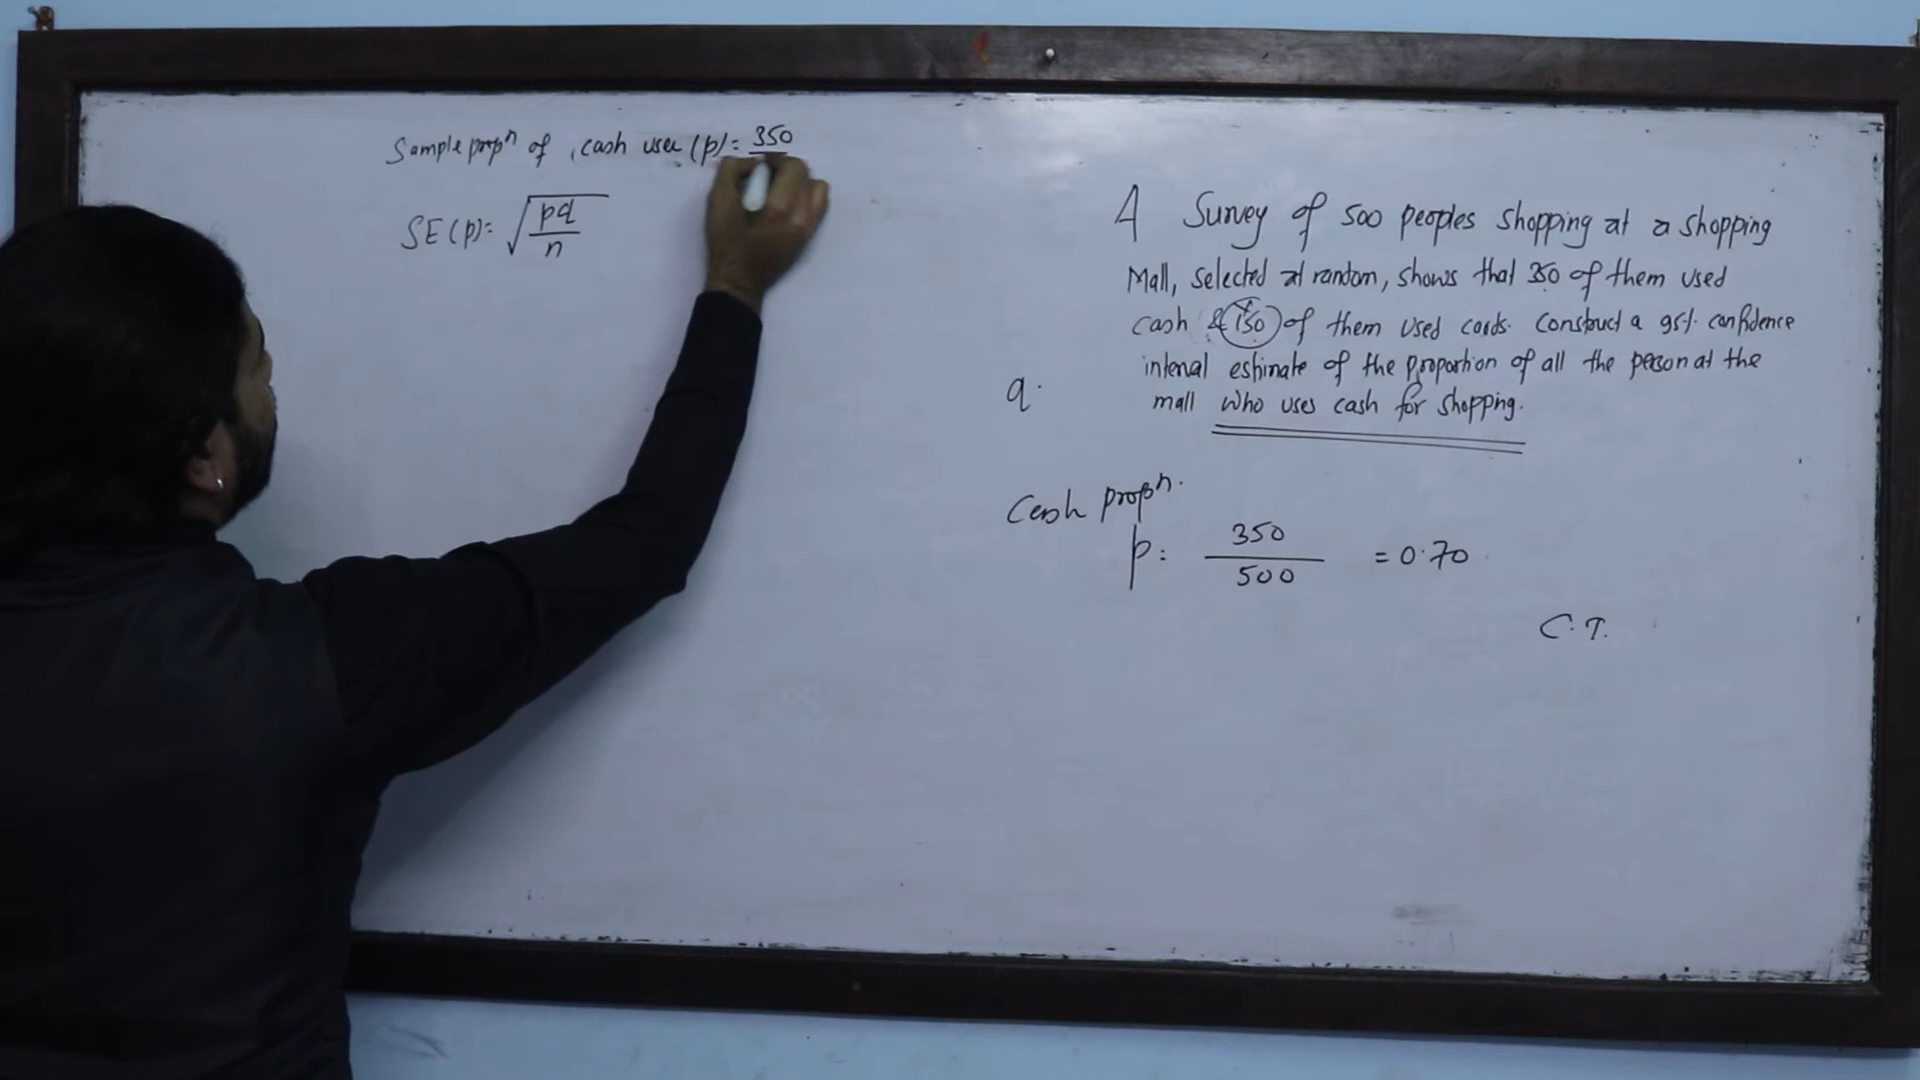 Sample propⁿ of cash user (p) = 350
SE(p) = √pq/n
A Survey of 500 peoples shopping at a shopping
Mall, selected at random, shows that 350 of them used
cash & 150 of them used cards. Construct a 95% confidence
interval estimate of the proportion of all the person at the
mall who uses cash for shopping.
q.
Cash propⁿ.
p = 350/500 = 0.70